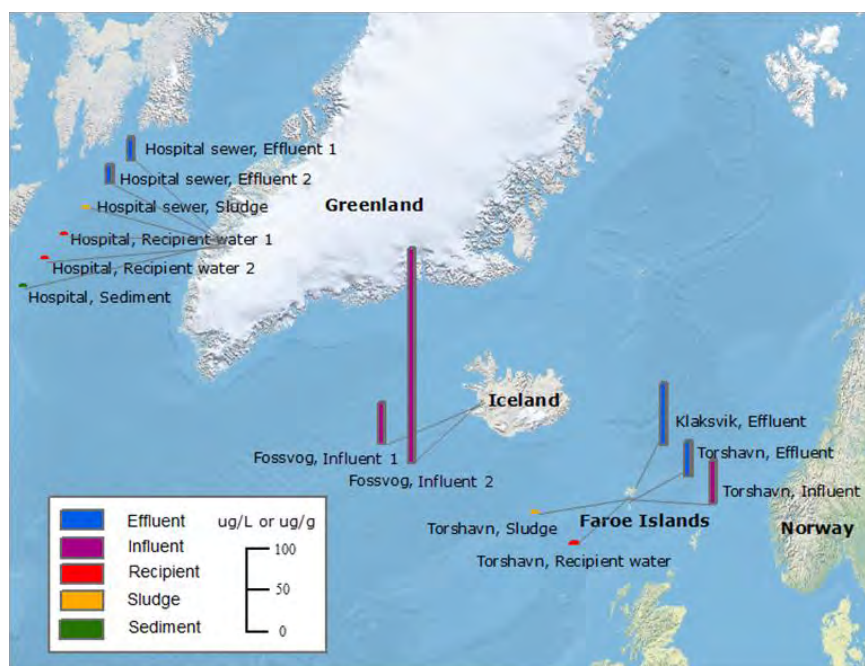 Hospital sewer, Effluent 1
Hospital sewer, Effluent 2
Hospital sewer, Sludge
Greenland
Hospital, Recipient water 1
Hospital, Recipient water 2
Hospital, Sediment
Iceland
Klaksvik, Effluent
Fossvog, Influent 1
Torshavn, Effluent
Fossvog, Influent 2
Torshavn, Influent
Torshavn, Sludge
Faroe Islands
Norway
Torshavn, Recipient water
Effluent
ug/L or ug/g
Influent
100
Recipient
50
Sludge
Sediment
0